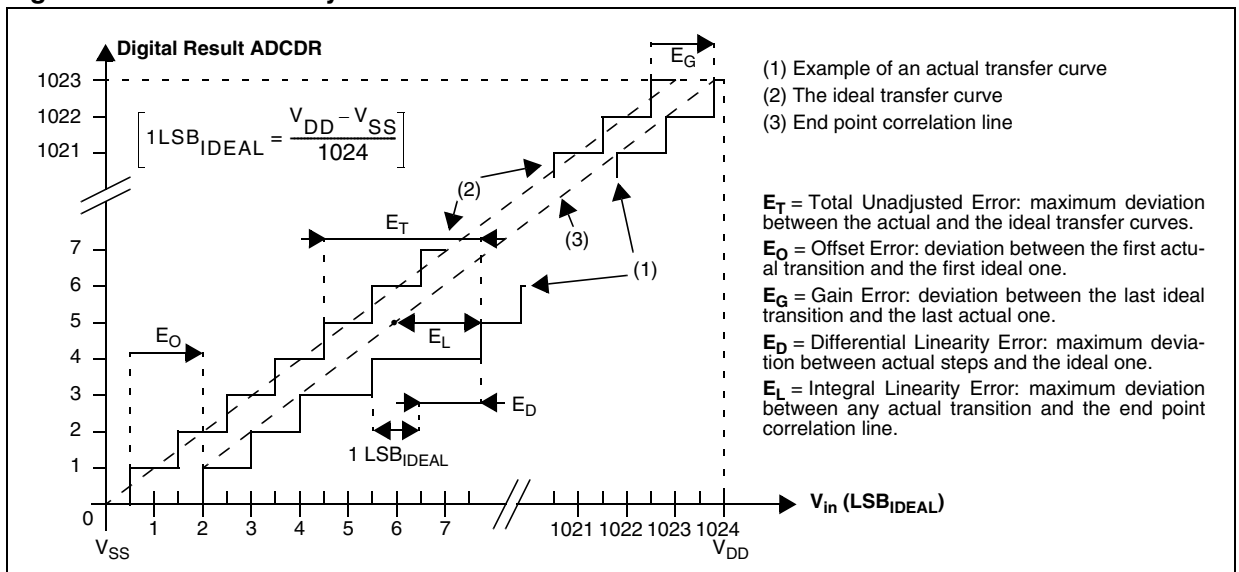 Digital Result ADCDR
1023
1022
1021
7
6
5
4
3
2
1
0
1LSB_IDEAL = V_DD – V_SS / 1024
E_G
(2)
(3)
(1)
E_T
E_O
E_L
E_D
1 LSB_IDEAL
1 2 3 4 5 6 7 1021 1022 1023 1024
V_SS
V_DD
V_in (LSB_IDEAL)
(1) Example of an actual transfer curve
(2) The ideal transfer curve
(3) End point correlation line
E_T = Total Unadjusted Error: maximum deviation
between the actual and the ideal transfer curves.
E_O = Offset Error: deviation between the first actu-
al transition and the first ideal one.
E_G = Gain Error: deviation between the last ideal
transition and the last actual one.
E_D = Differential Linearity Error: maximum devia-
tion between actual steps and the ideal one.
E_L = Integral Linearity Error: maximum deviation
between any actual transition and the end point
correlation line.